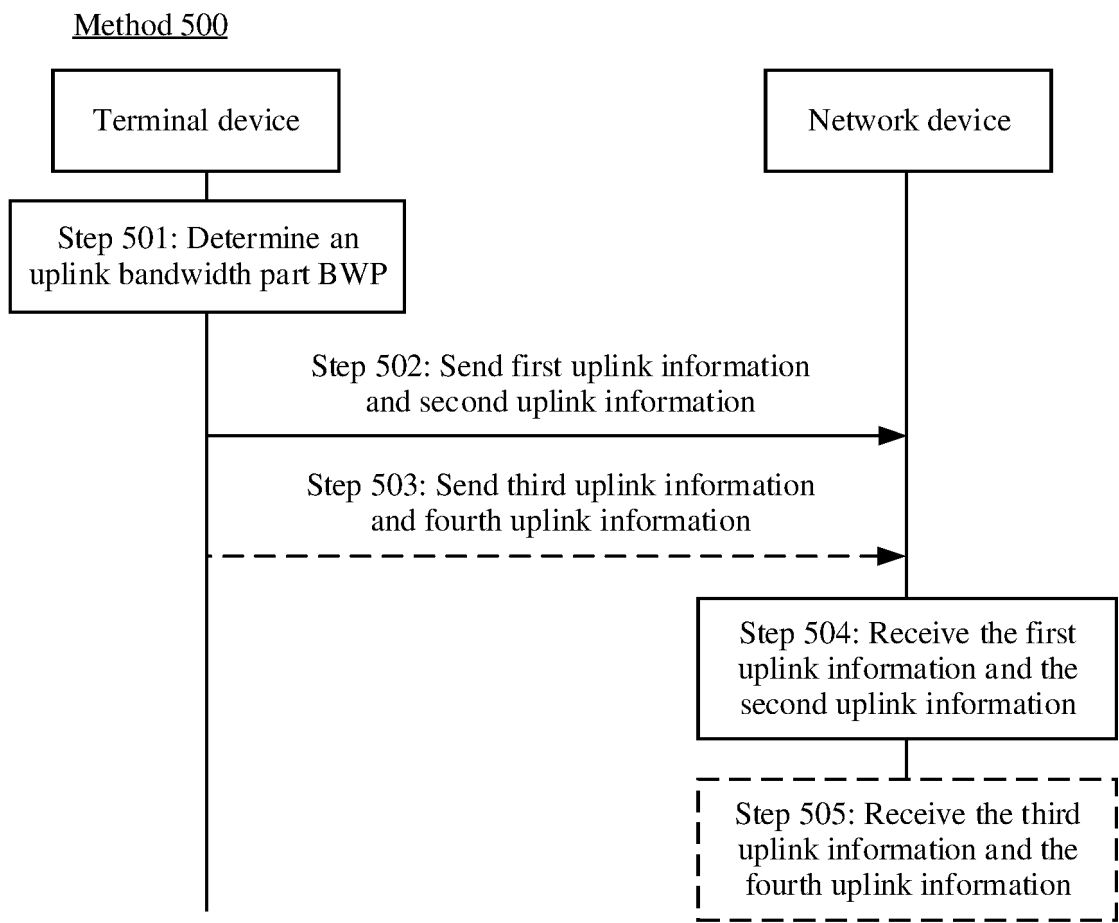 Method 500
Terminal device
Network device
Step 501: Determine an
uplink bandwidth part BWP
Step 502: Send first uplink information
and second uplink information
Step 503: Send third uplink information
and fourth uplink information
Step 504: Receive the first
uplink information and the
second uplink information
Step 505: Receive the third
uplink information and the
fourth uplink information